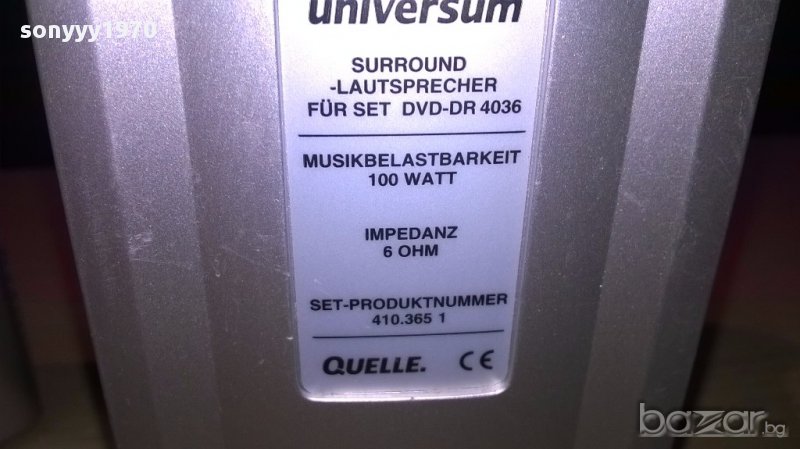 sonyyy1970
universum
SURROUND
-LAUTSPRECHER
FÜR SET DVD-DR 4036
MUSIKBELASTBARKEIT
100 WATT
IMPEDANZ
6 OHM
SET-PRODUKTNUMMER
410.365 1
QUELLE. CE
bazar.bg